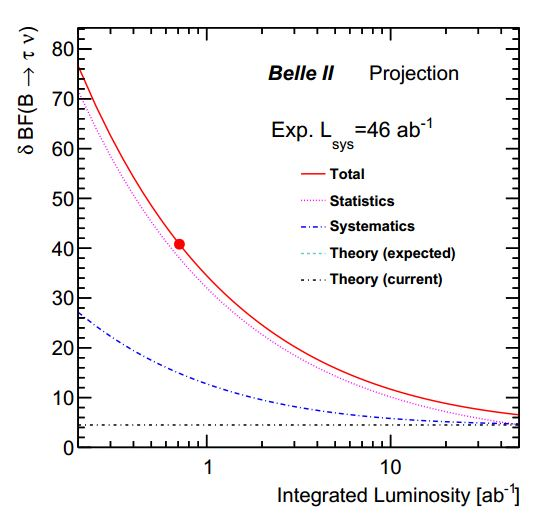 δ BF(B → τ ν)
80
70
60
50
40
30
20
10
0
Belle II Projection
Exp. Lsys=46 ab-1
Total
Statistics
Systematics
Theory (expected)
Theory (current)
1 10
Integrated Luminosity [ab-1]